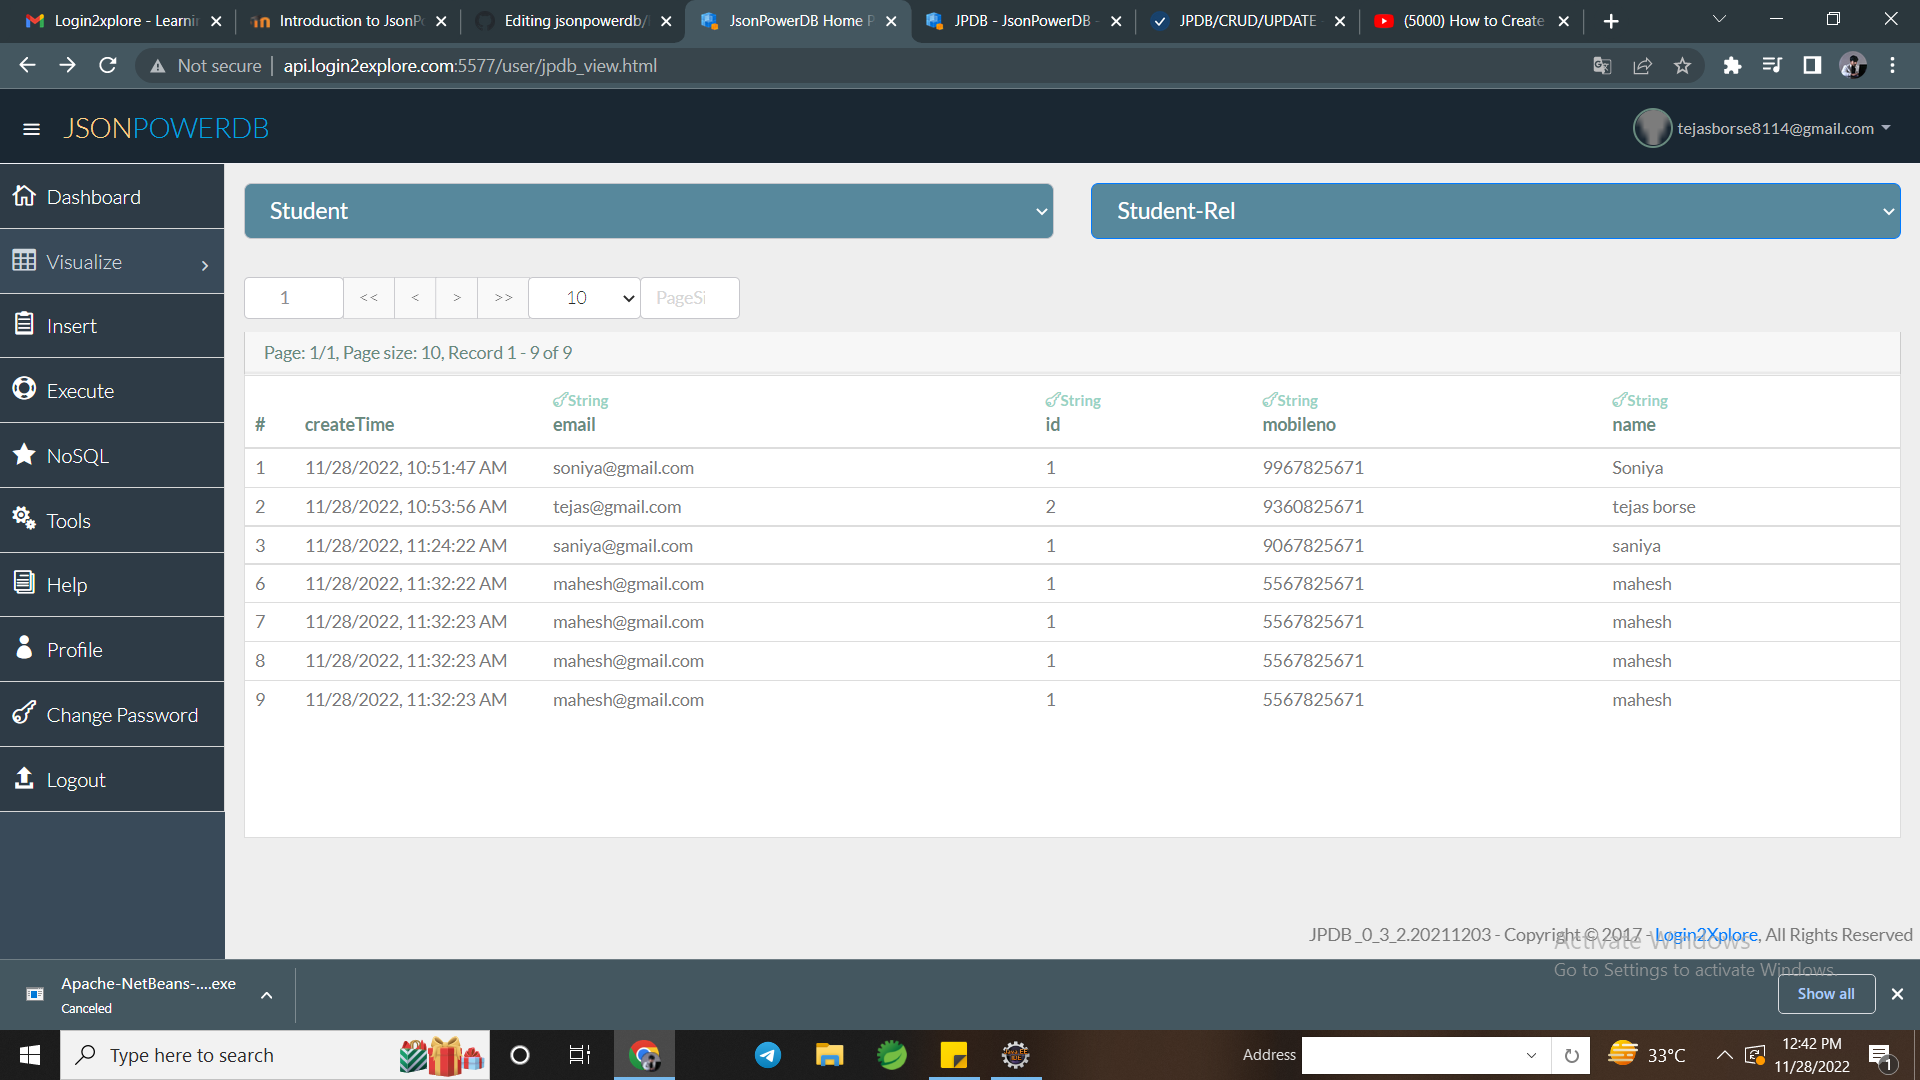 Login2xplore - Learnin
Introduction to JsonPo
Editing jsonpowerdb/
JsonPowerDB Home P
JPDB - JsonPowerDB -
JPDB/CRUD/UPDATE
(5000) How to Create
Not secure
api.login2explore.com:5577/user/jpdb_view.html
JSONPOWERDB
tejasborse8114@gmail.com
Dashboard
Visualize
Insert
Execute
NoSQL
Tools
Help
Profile
Change Password
Logout
Student
Student-Rel
1 << < > >> 10 PageSi
Page: 1/1, Page size: 10, Record 1 - 9 of 9
String String String String
# createTime email id mobileno name
1 11/28/2022, 10:51:47 AM soniya@gmail.com 1 9967825671 Soniya
2 11/28/2022, 10:53:56 AM tejas@gmail.com 2 9360825671 tejas borse
3 11/28/2022, 11:24:22 AM saniya@gmail.com 1 9067825671 saniya
6 11/28/2022, 11:32:22 AM mahesh@gmail.com 1 5567825671 mahesh
7 11/28/2022, 11:32:23 AM mahesh@gmail.com 1 5567825671 mahesh
8 11/28/2022, 11:32:23 AM mahesh@gmail.com 1 5567825671 mahesh
9 11/28/2022, 11:32:23 AM mahesh@gmail.com 1 5567825671 mahesh
JPDB_0_3_2.20211203 - Copyright © 2017 - Login2Xplore, All Rights Reserved
Activate Windows
Go to Settings to activate Windows.
Apache-NetBeans-....exe
Canceled
Show all
Type here to search
Address
33°C
12:42 PM
11/28/2022
1